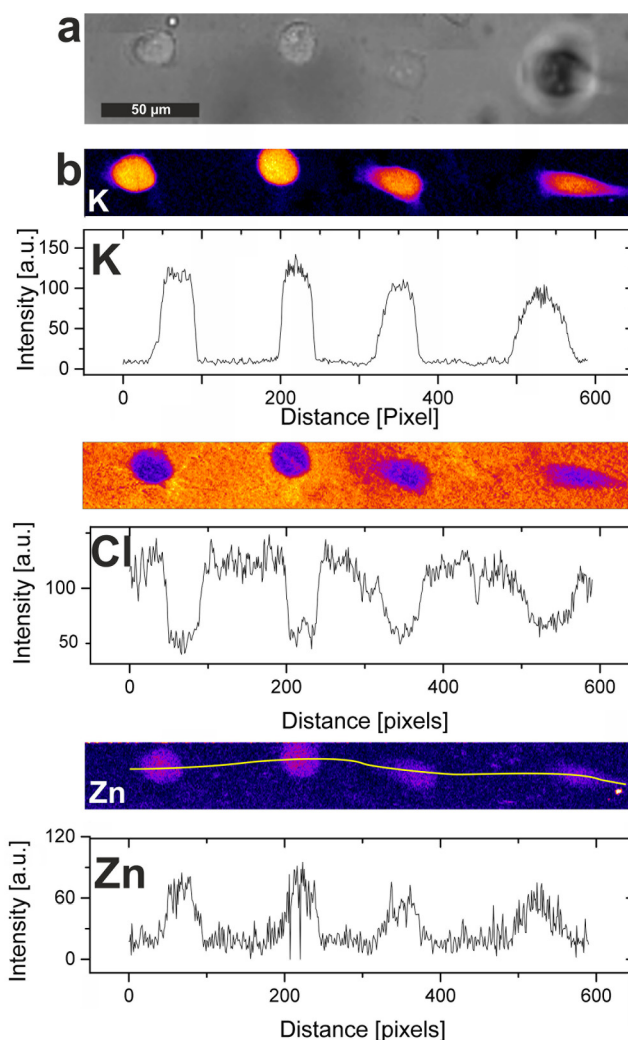 a
50 µm
b
K
K
Intensity [a.u.]
150
100
50
0
0 200 400 600
Distance [Pixel]
Cl
Intensity [a.u.]
100
50
0 200 400 600
Distance [pixels]
Zn
Zn
Intensity [a.u.]
120
60
0
0 200 400 600
Distance [pixels]